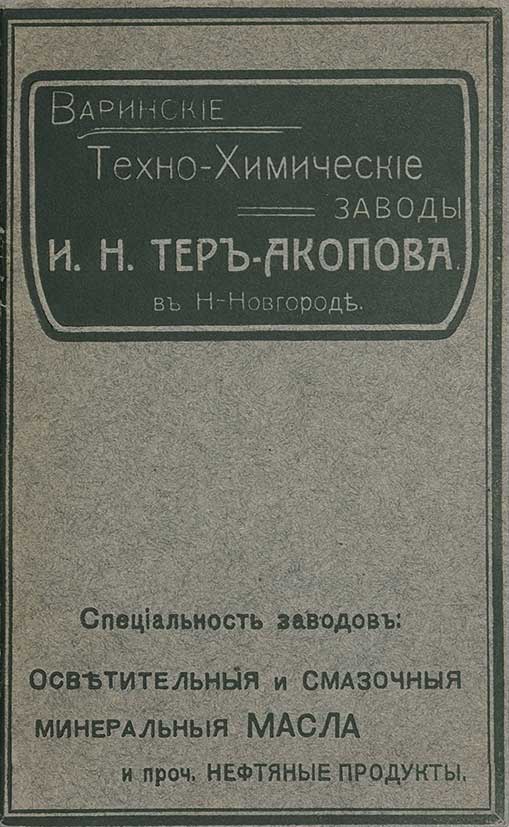 Варинскіе
Техно-Химическіе
заводы
И. Н. ТЕРЪ-АКОПОВА.
въ Н-Новгородѣ.
Спеціальность заводовъ:
Освѣтительныя и смазочныя
минеральныя МАСЛА
и проч. НЕФТЯНЫЕ ПРОДУКТЫ.